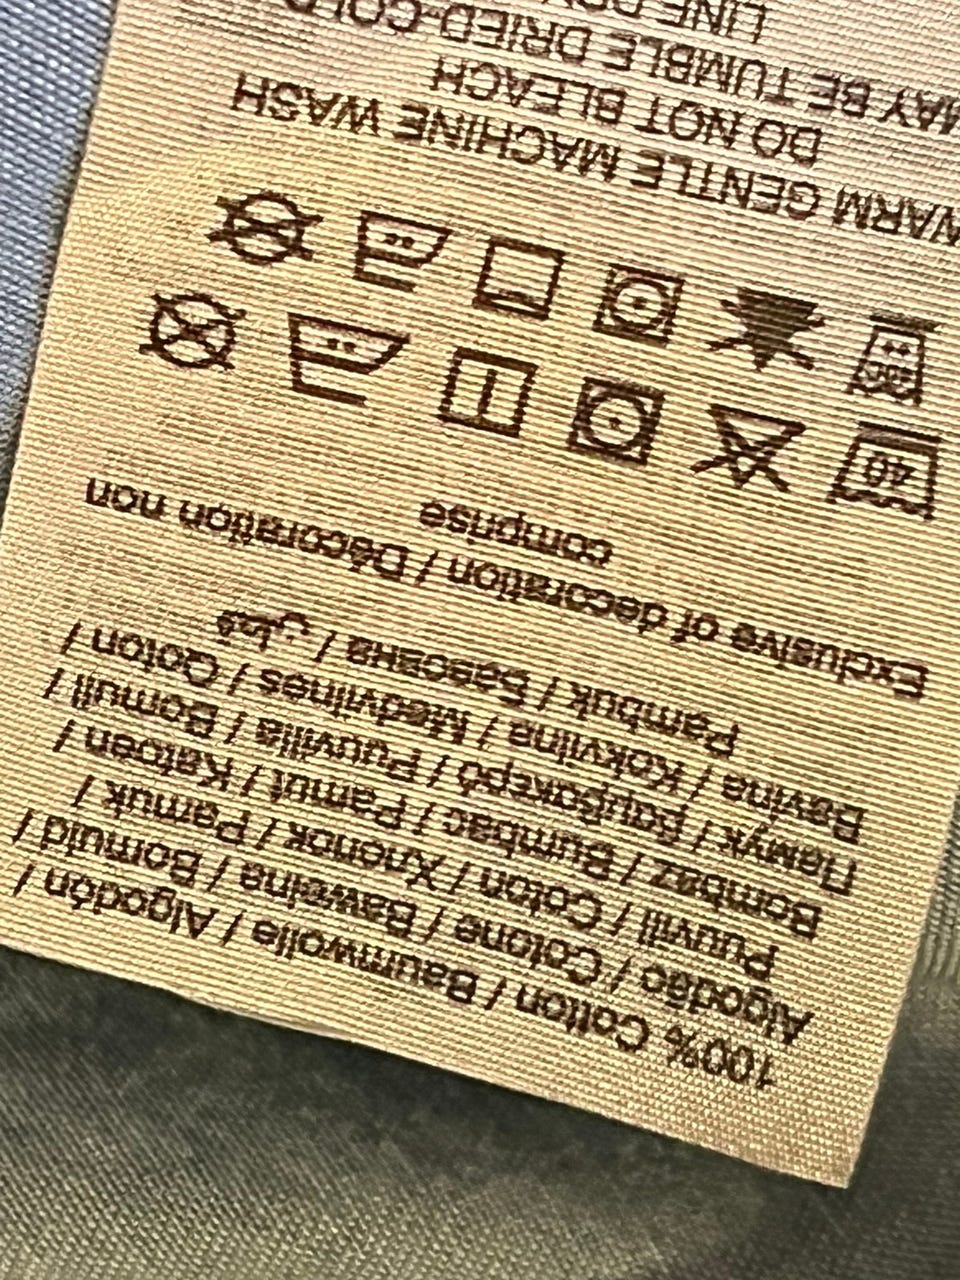 100% Cotton / Baumwolle / Algodón /
Algodão / Cotone / Bawełna / Bomuld /
Puuvill / Coton / Хлопок / Pamuk /
Bombaz / Bumbac / Pamut / Katoen /
Памук / Βαμβακερό / Puuvilla / Bomull /
Bavlna / Kokvilna / Medvilnės / Qoton /
Pambuk / Бавовна / قطن
Exclusive of decoration / Décoration non
comprise
40
WARM GENTLE MACHINE WASH
DO NOT BLEACH
MAY BE TUMBLE DRIED-COLD
LINE DRY